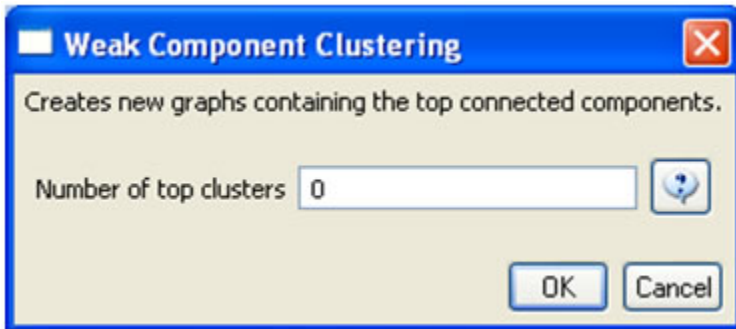 Weak Component Clustering
Creates new graphs containing the top connected components.
Number of top clusters 0 ?
OK Cancel